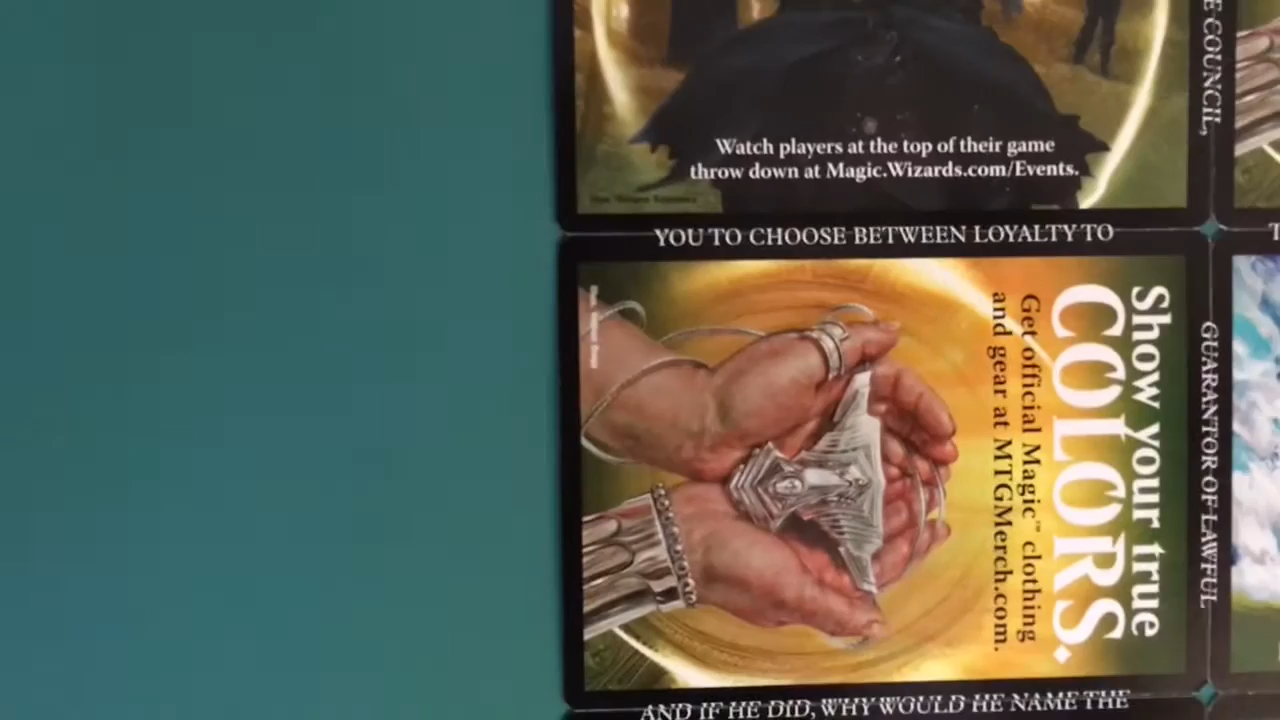 E COUNCIL,
Watch players at the top of their game
throw down at Magic.Wizards.com/Events.
YOU TO CHOOSE BETWEEN LOYALTY TO
Show your true
COLORS.
Get official Magic™ clothing
and gear at MTGMerch.com.
GUARANTOR OF LAWFUL
AND IF HE DID, WHY WOULD HE NAME THE